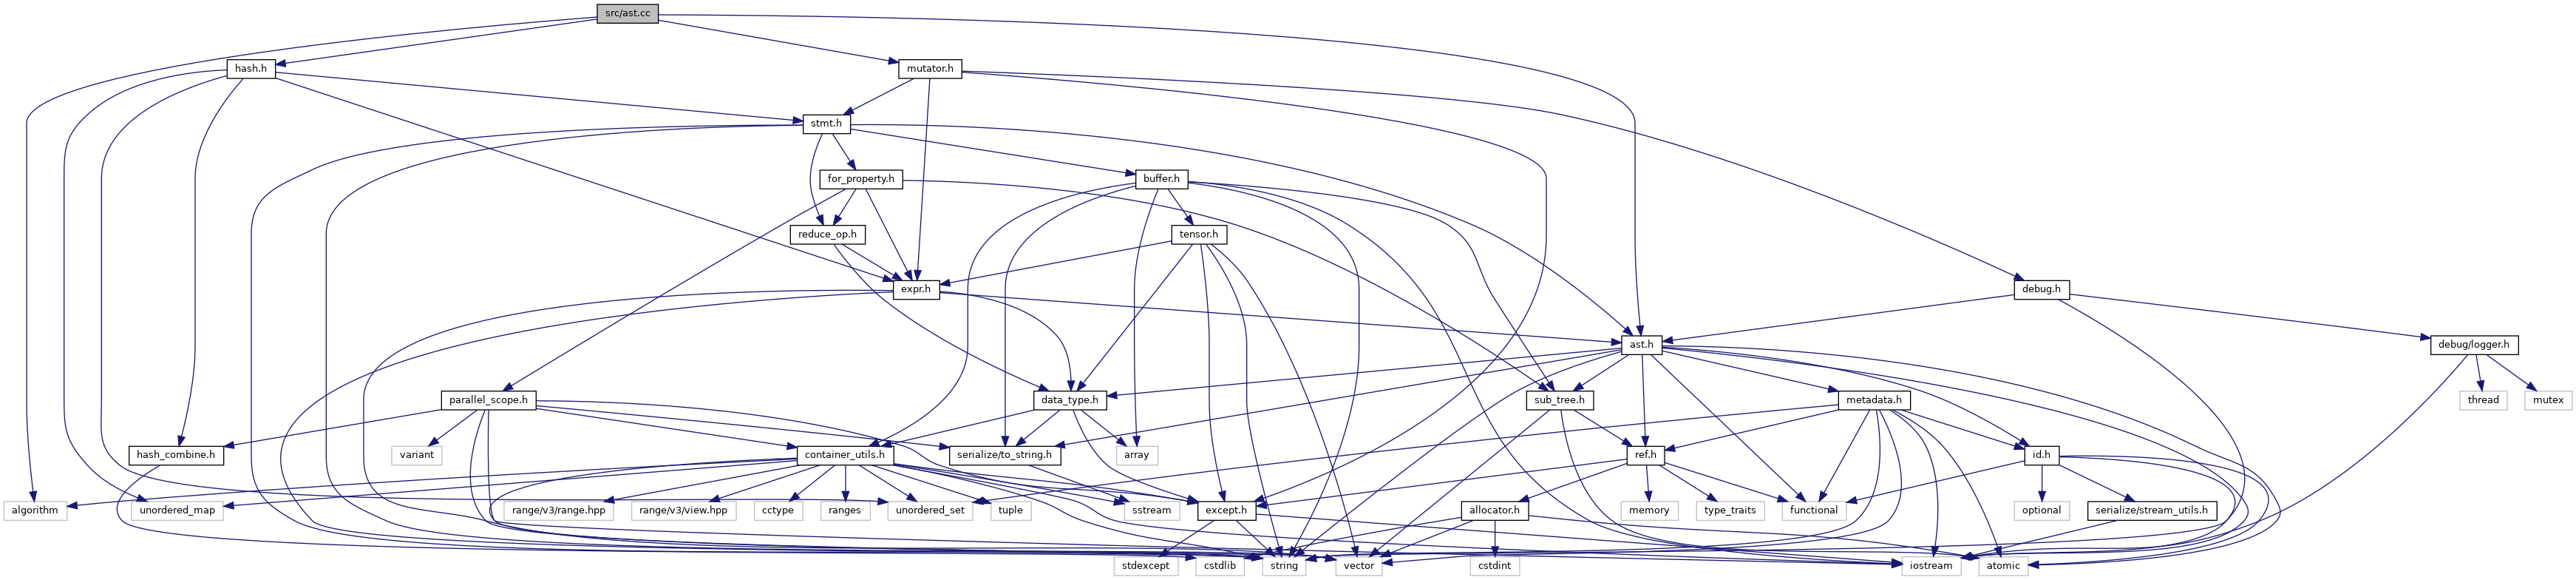 src/ast.cc
hash.h
mutator.h
stmt.h
for_property.h
buffer.h
reduce_op.h
tensor.h
expr.h
debug.h
ast.h
debug/logger.h
parallel_scope.h
data_type.h
sub_tree.h
metadata.h
thread
mutex
hash_combine.h
variant
container_utils.h
serialize/to_string.h
array
ref.h
id.h
algorithm
unordered_map
range/v3/range.hpp
range/v3/view.hpp
cctype
ranges
unordered_set
tuple
sstream
except.h
allocator.h
memory
type_traits
functional
optional
serialize/stream_utils.h
stdexcept
cstdlib
string
vector
cstdint
iostream
atomic